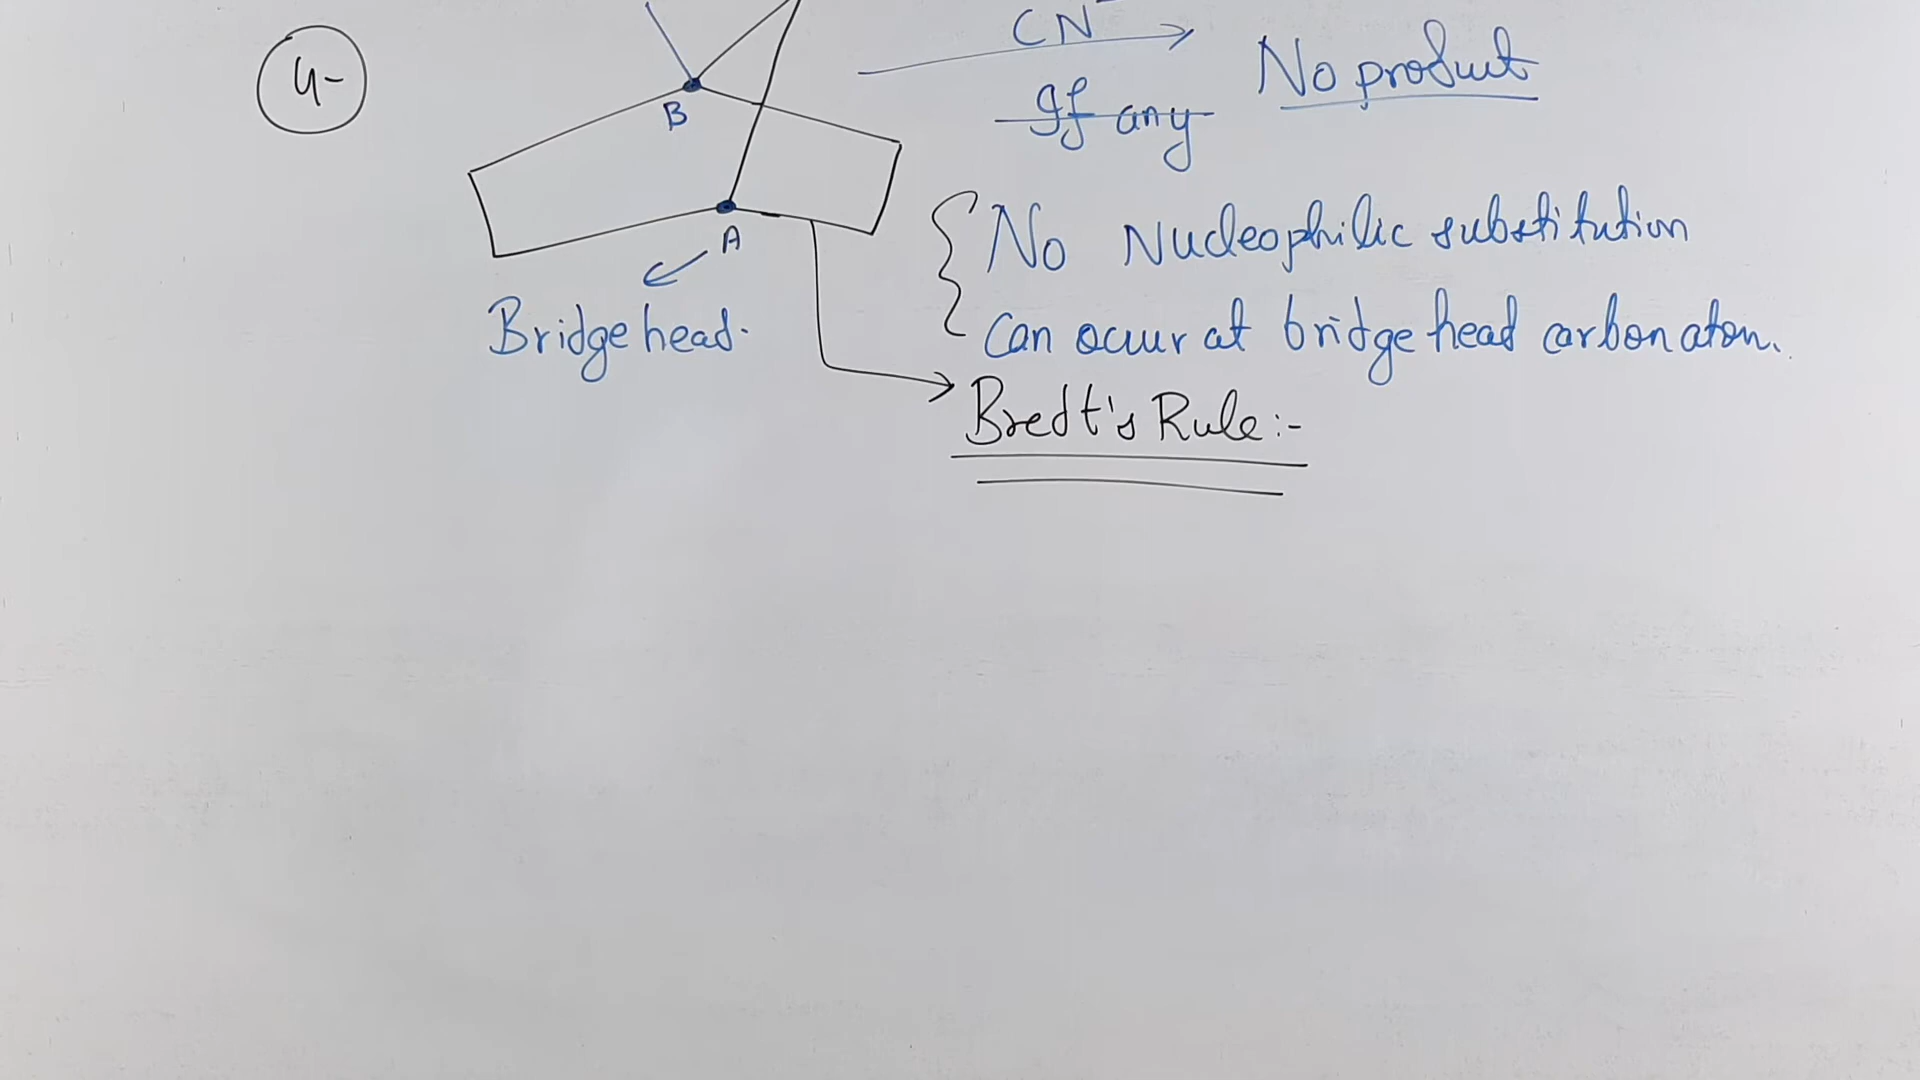 4-
CN⁻
If any
No product
B
A
Bridge head.
No Nucleophilic substitution
Can occur at bridge head carbon atom.
Bredt's Rule :-